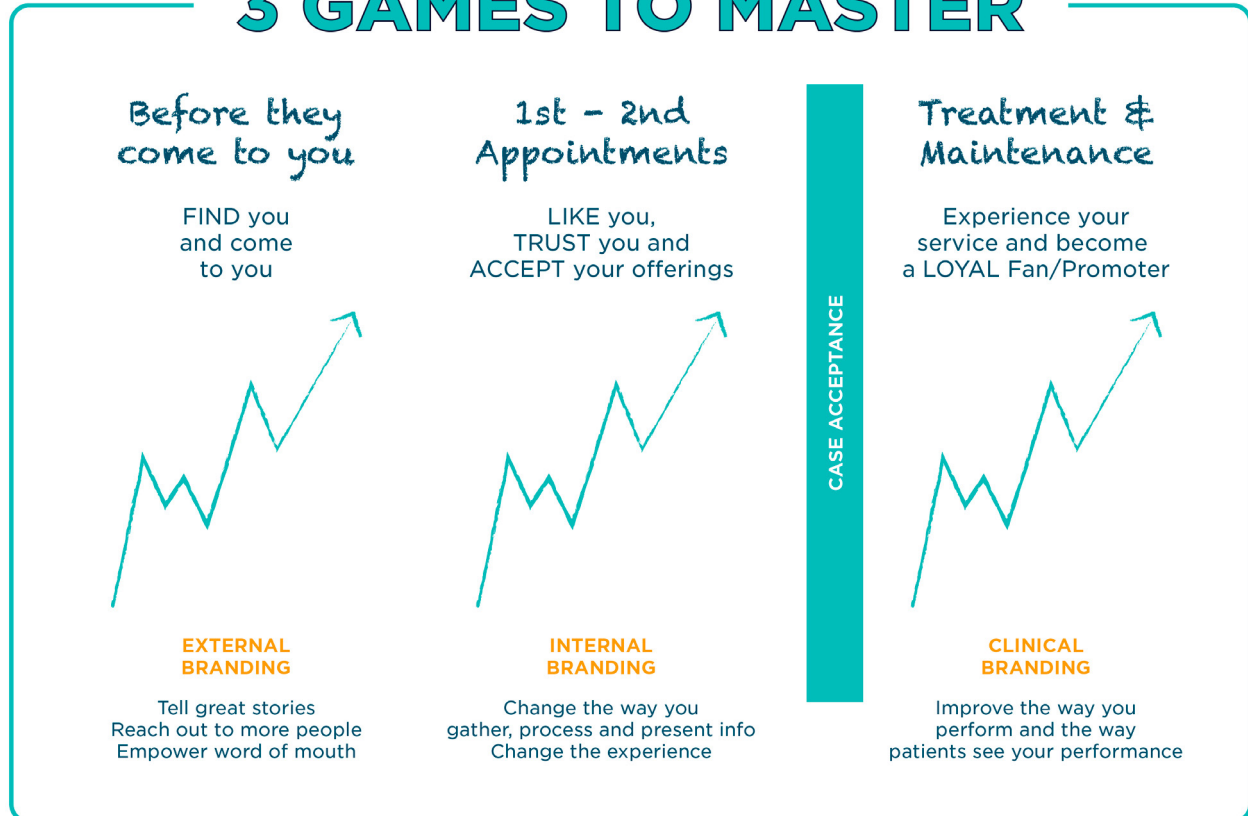 3 GAMES TO MASTER
Before they
come to you
FIND you
and come
to you
EXTERNAL
BRANDING
Tell great stories
Reach out to more people
Empower word of mouth
1st - 2nd
Appointments
LIKE you,
TRUST you and
ACCEPT your offerings
INTERNAL
BRANDING
Change the way you
gather, process and present info
Change the experience
CASE ACCEPTANCE
Treatment &
Maintenance
Experience your
service and become
a LOYAL Fan/Promoter
CLINICAL
BRANDING
Improve the way you
perform and the way
patients see your performance